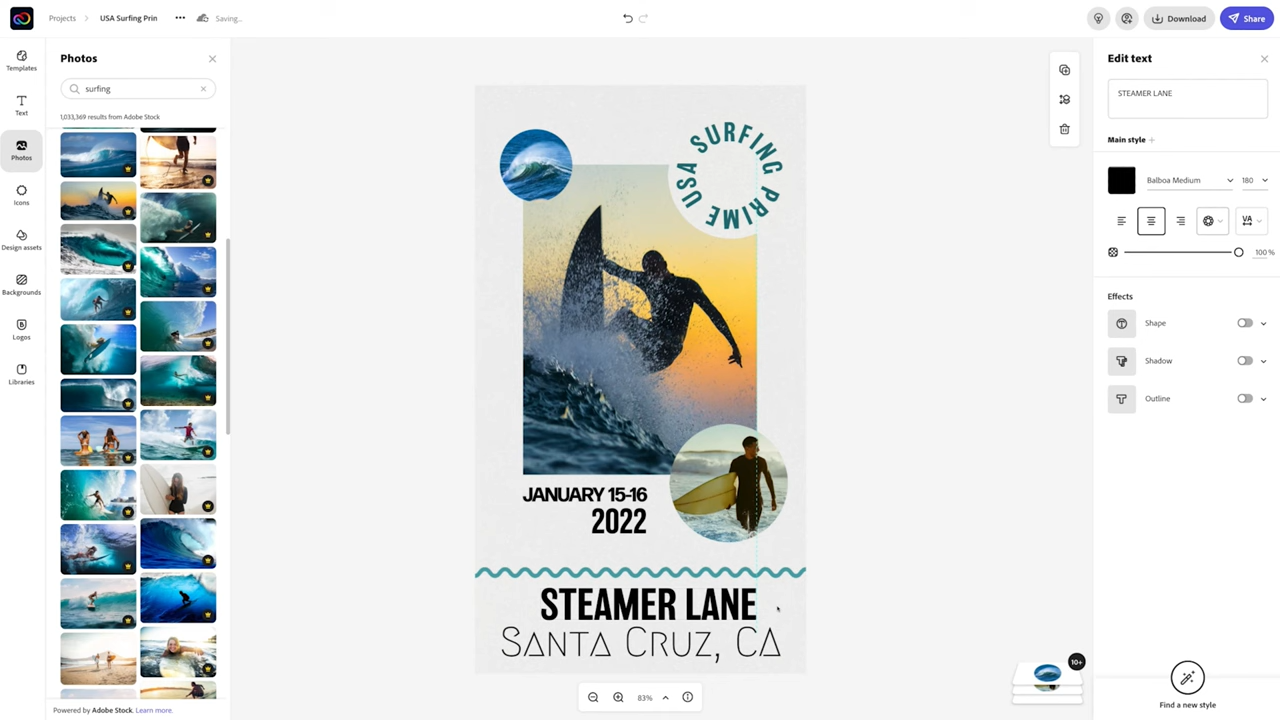 Projects
USA Surfing Prin
Saving...
Download
Share
Templates
Text
Photos
Icons
Design assets
Backgrounds
Logos
Libraries
Photos
surfing
1,033,369 results from Adobe Stock
Powered by Adobe Stock. Learn more.
USA SURFING PRIME
JANUARY 15-16
2022
STEAMER LANE
SANTA CRUZ, CA
83%
10+
Edit text
STEAMER LANE
Main style
Balboa Medium
180
VA
100 %
Effects
Shape
Shadow
Outline
Find a new style